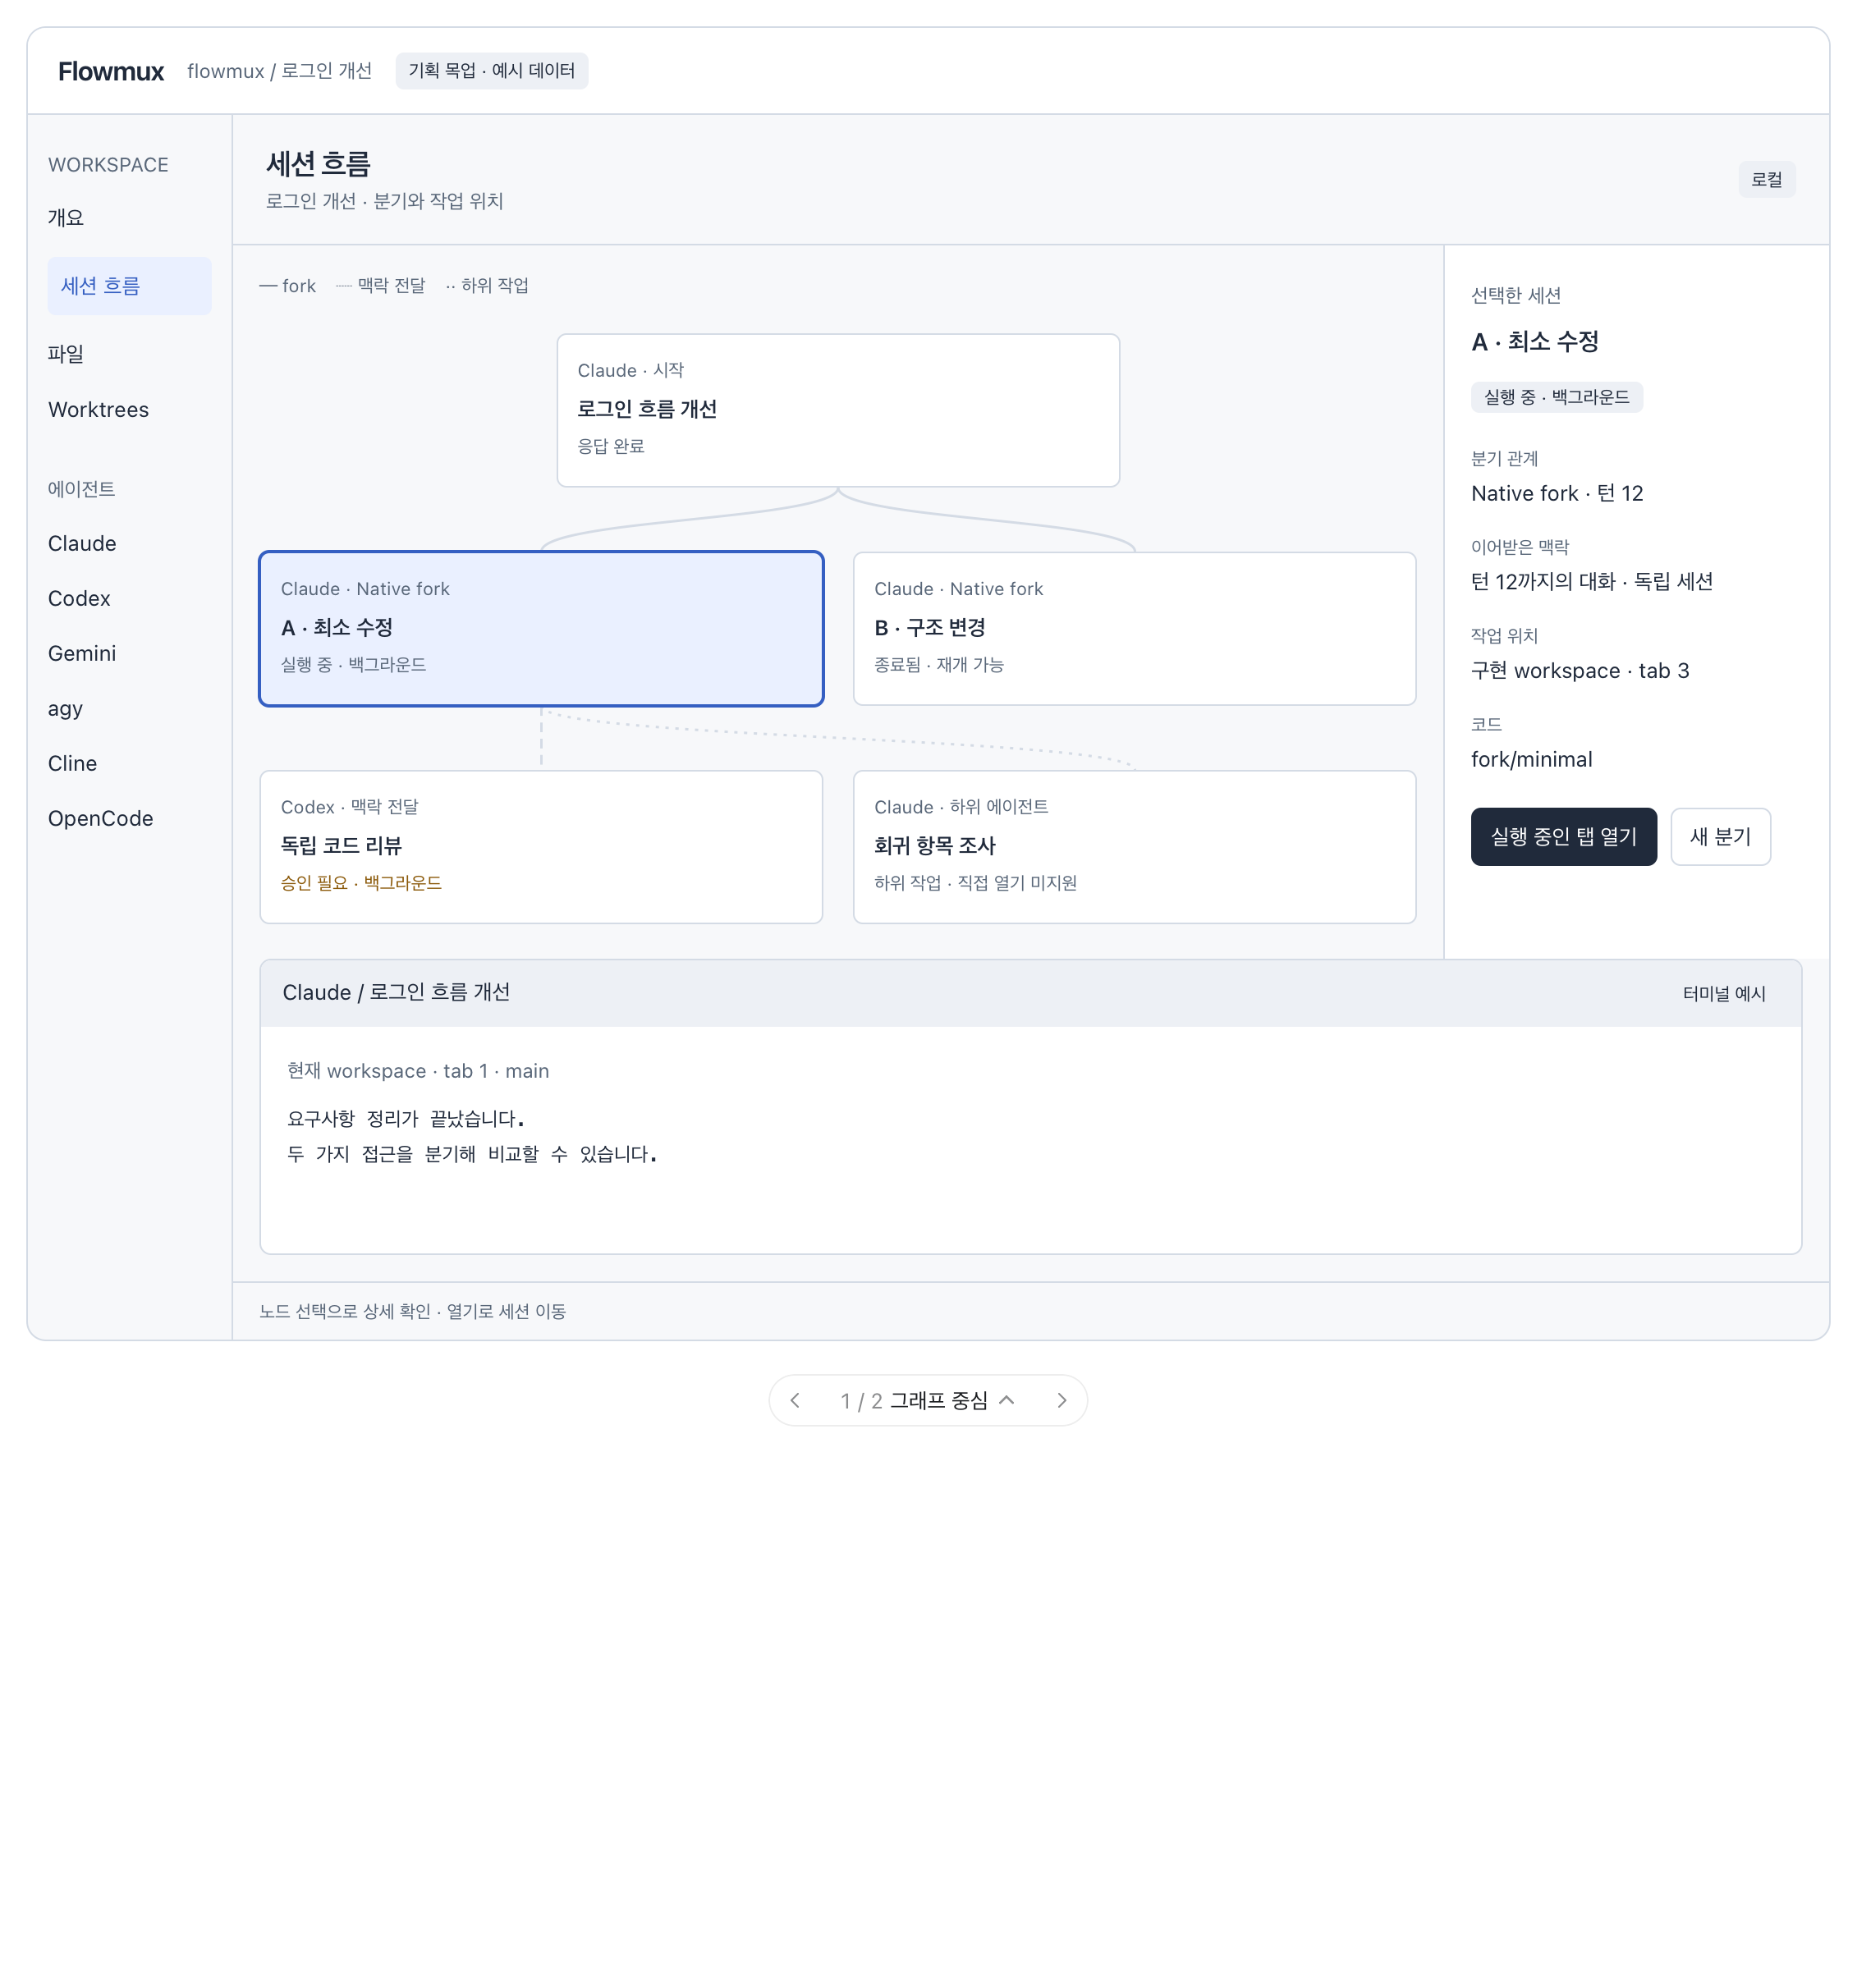 Flowmux
flowmux / 로그인 개선
기획 목업 · 예시 데이터
WORKSPACE
개요
세션 흐름
파일
Worktrees
에이전트
Claude
Codex
Gemini
agy
Cline
OpenCode
세션 흐름
로그인 개선 · 분기와 작업 위치
로컬
— fork
맥락 전달
·· 하위 작업
Claude · 시작
로그인 흐름 개선
응답 완료
Claude · Native fork
A · 최소 수정
실행 중 · 백그라운드
Claude · Native fork
B · 구조 변경
종료됨 · 재개 가능
Codex · 맥락 전달
독립 코드 리뷰
승인 필요 · 백그라운드
Claude · 하위 에이전트
회귀 항목 조사
하위 작업 · 직접 열기 미지원
선택한 세션
A · 최소 수정
실행 중 · 백그라운드
분기 관계
Native fork · 턴 12
이어받은 맥락
턴 12까지의 대화 · 독립 세션
작업 위치
구현 workspace · tab 3
코드
fork/minimal
실행 중인 탭 열기
새 분기
Claude / 로그인 흐름 개선
터미널 예시
현재 workspace · tab 1 · main
요구사항 정리가 끝났습니다.
두 가지 접근을 분기해 비교할 수 있습니다.
노드 선택으로 상세 확인 · 열기로 세션 이동
1 / 2 그래프 중심